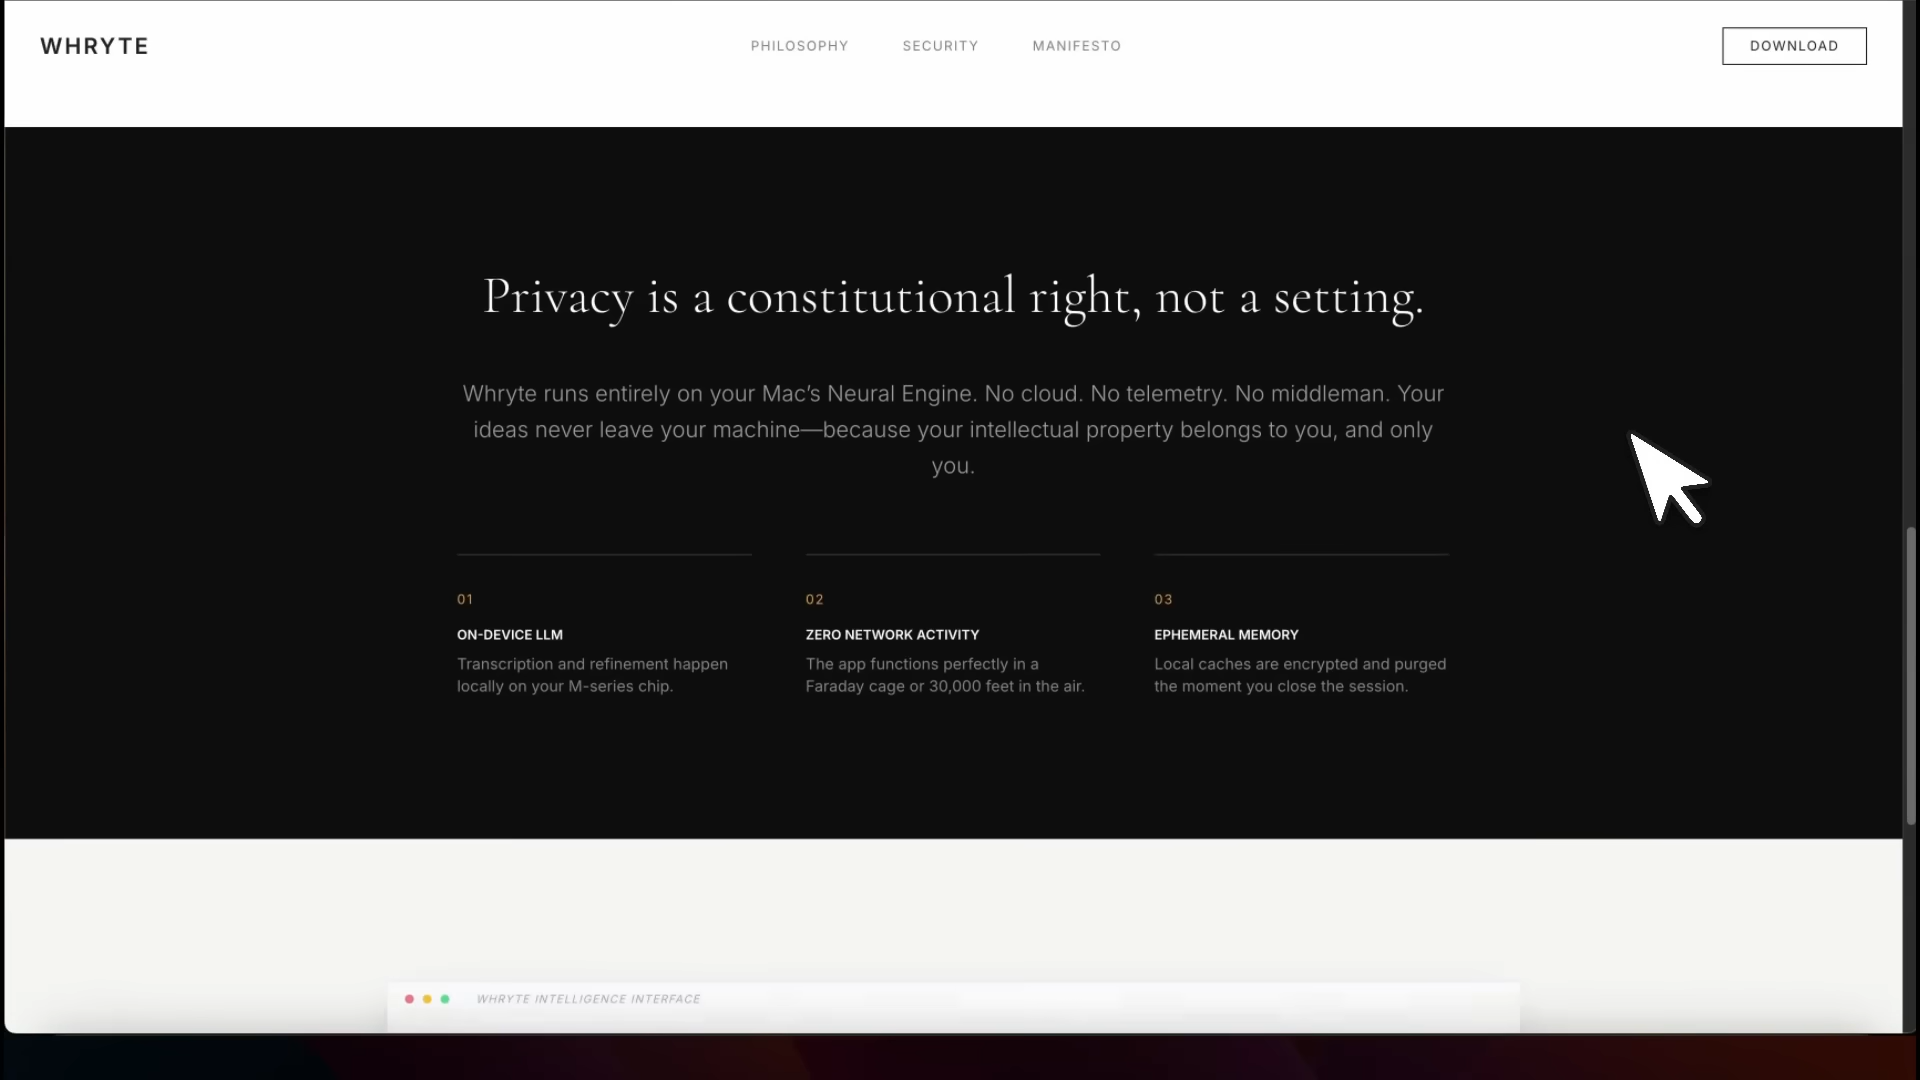 WHRYTE
PHILOSOPHY
SECURITY
MANIFESTO
DOWNLOAD
Privacy is a constitutional right, not a setting.
Whryte runs entirely on your Mac’s Neural Engine. No cloud. No telemetry. No middleman. Your
ideas never leave your machine—because your intellectual property belongs to you, and only
you.
01
ON-DEVICE LLM
Transcription and refinement happen
locally on your M-series chip.
02
ZERO NETWORK ACTIVITY
The app functions perfectly in a
Faraday cage or 30,000 feet in the air.
03
EPHEMERAL MEMORY
Local caches are encrypted and purged
the moment you close the session.
WHRYTE INTELLIGENCE INTERFACE